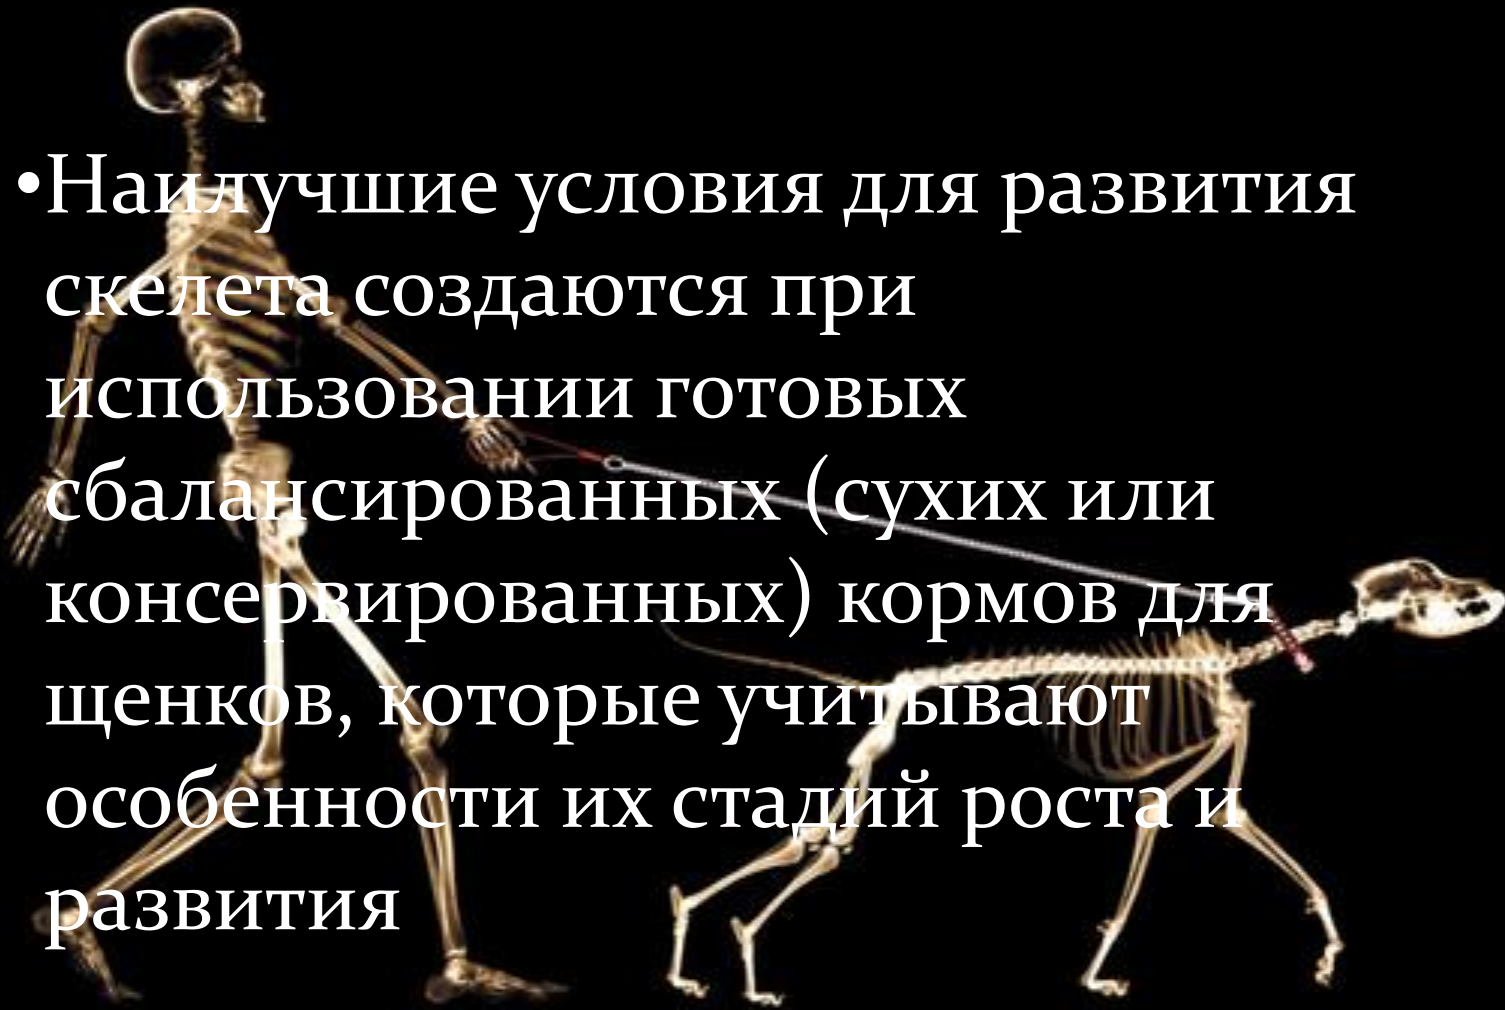 •Наилучшие условия для развития
скелета создаются при
использовании готовых
сбалансированных (сухих или
консервированных) кормов для
щенков, которые учитывают
особенности их стадий роста и
развития